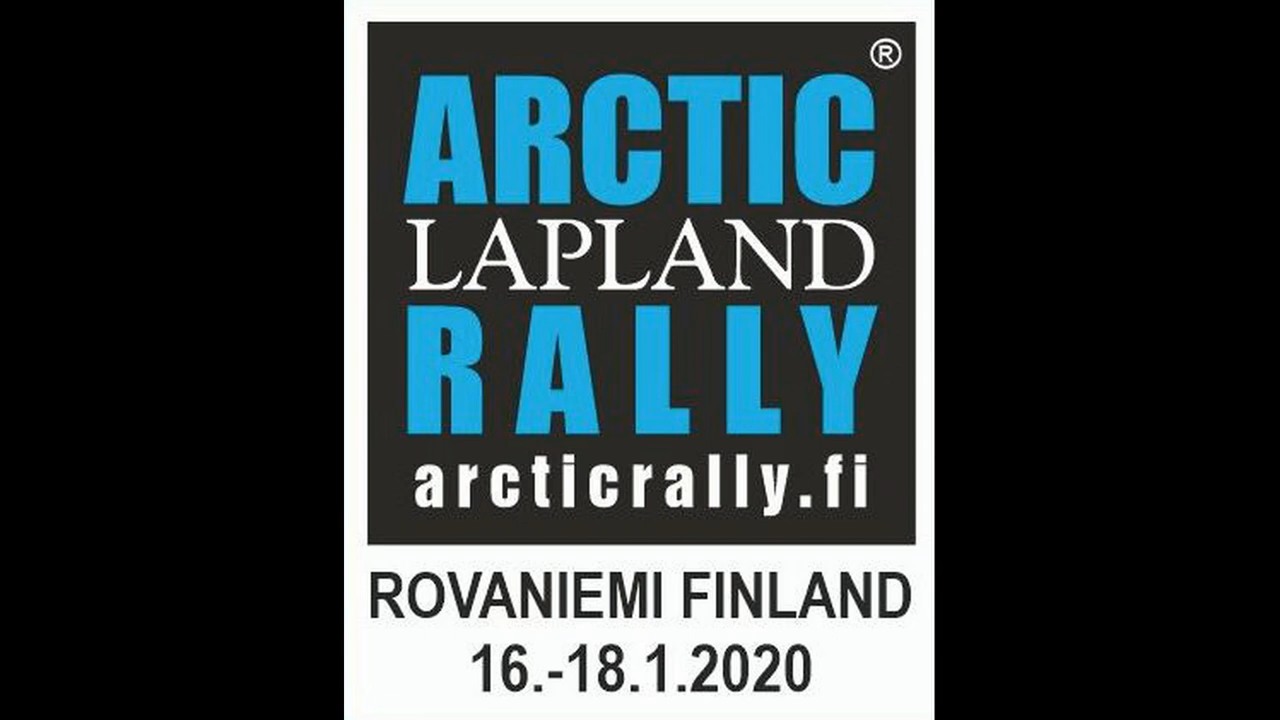 ®
ARCTIC
LAPLAND
RALLY
arcticrally.fi
ROVANIEMI FINLAND
16.-18.1.2020